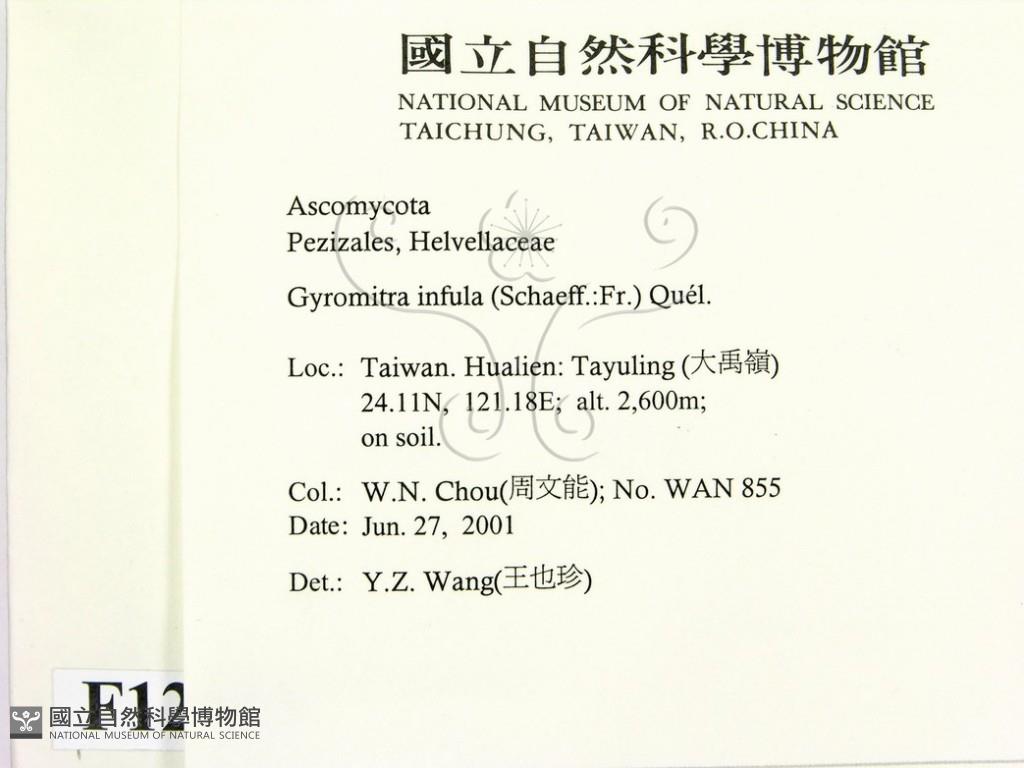 國立自然科學博物館
NATIONAL MUSEUM OF NATURAL SCIENCE
TAICHUNG, TAIWAN, R.O.CHINA
Ascomycota
Pezizales, Helvellaceae
Gyromitra infula (Schaeff.:Fr.) Quél.
Loc.: Taiwan. Hualien: Tayuling (大禹嶺)
24.11N, 121.18E; alt. 2,600m;
on soil.
Col.: W.N. Chou(周文能); No. WAN 855
Date: Jun. 27, 2001
Det.: Y.Z. Wang(王也珍)
F12
國立自然科學博物館
NATIONAL MUSEUM OF NATURAL SCIENCE